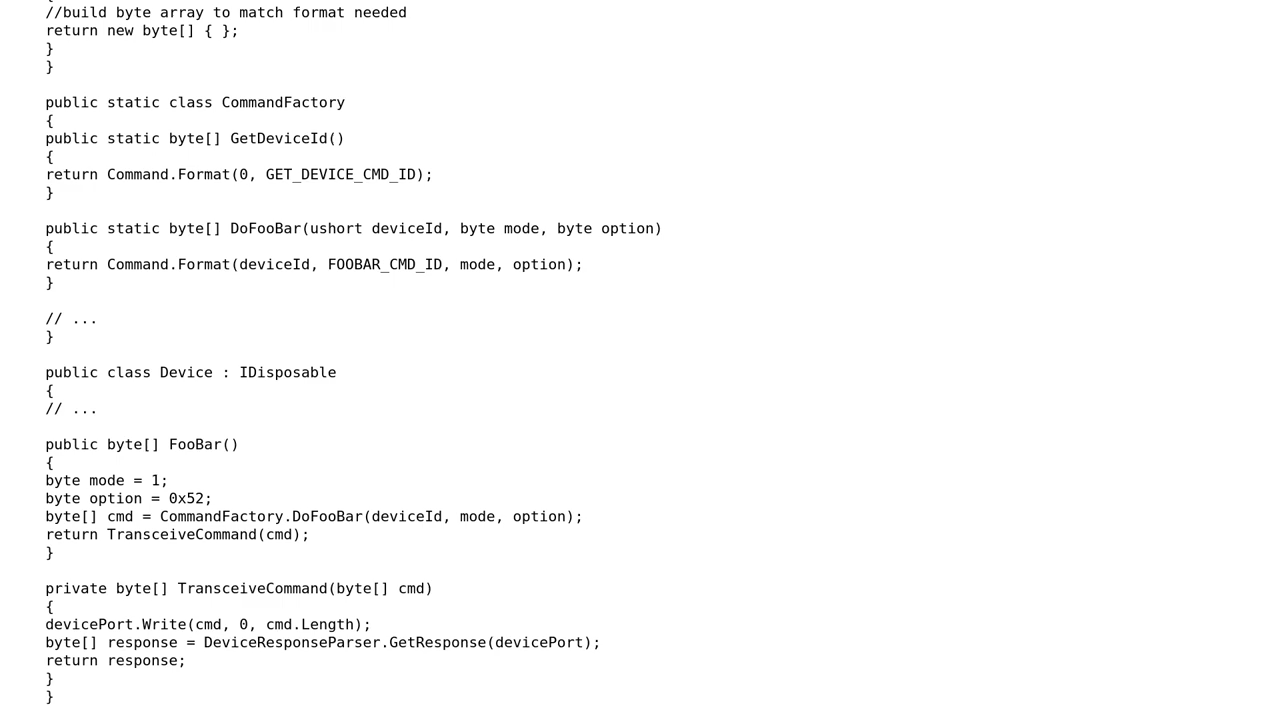 //build byte array to match format needed
return new byte[] { };
}
}

public static class CommandFactory
{
public static byte[] GetDeviceId()
{
return Command.Format(0, GET_DEVICE_CMD_ID);
}

public static byte[] DoFooBar(ushort deviceId, byte mode, byte option)
{
return Command.Format(deviceId, FOOBAR_CMD_ID, mode, option);
}

// ...
}

public class Device : IDisposable
{
// ...

public byte[] FooBar()
{
byte mode = 1;
byte option = 0x52;
byte[] cmd = CommandFactory.DoFooBar(deviceId, mode, option);
return TransceiveCommand(cmd);
}

private byte[] TransceiveCommand(byte[] cmd)
{
devicePort.Write(cmd, 0, cmd.Length);
byte[] response = DeviceResponseParser.GetResponse(devicePort);
return response;
}
}